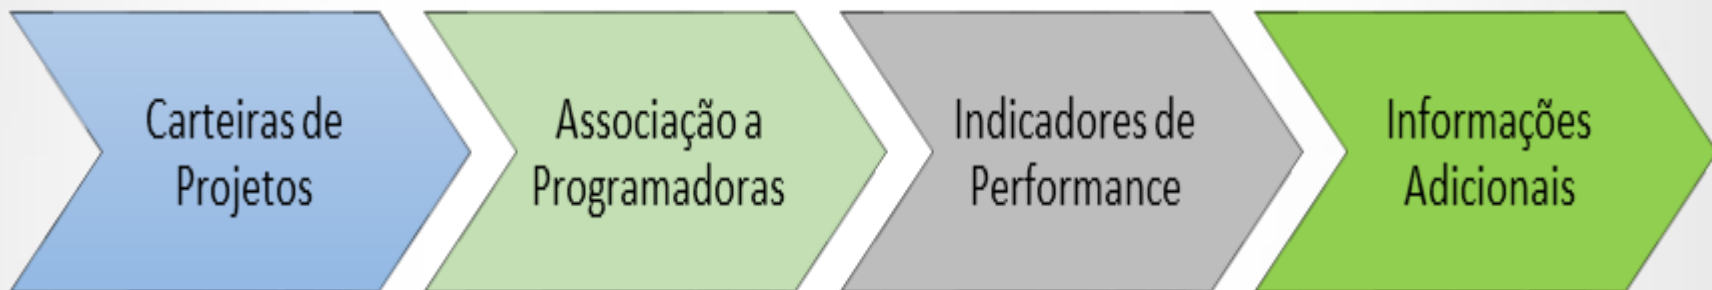 Carteiras de
Projetos
Associação a
Programadoras
Indicadores de
Performance
Informações
Adicionais